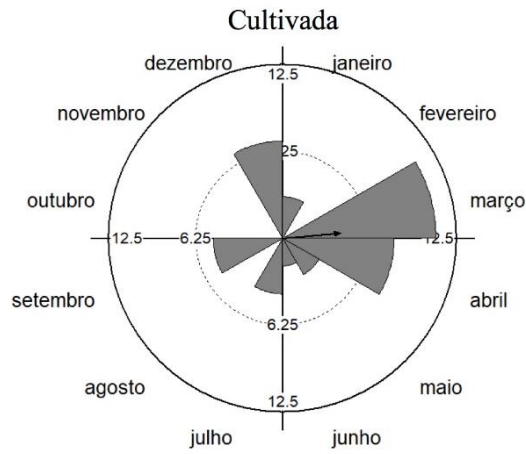 Cultivada
dezembro janeiro
12.5
novembro fevereiro
25
outubro março
12.5 6.25 12.5
setembro abril
6.25
agosto maio
12.5
julho junho